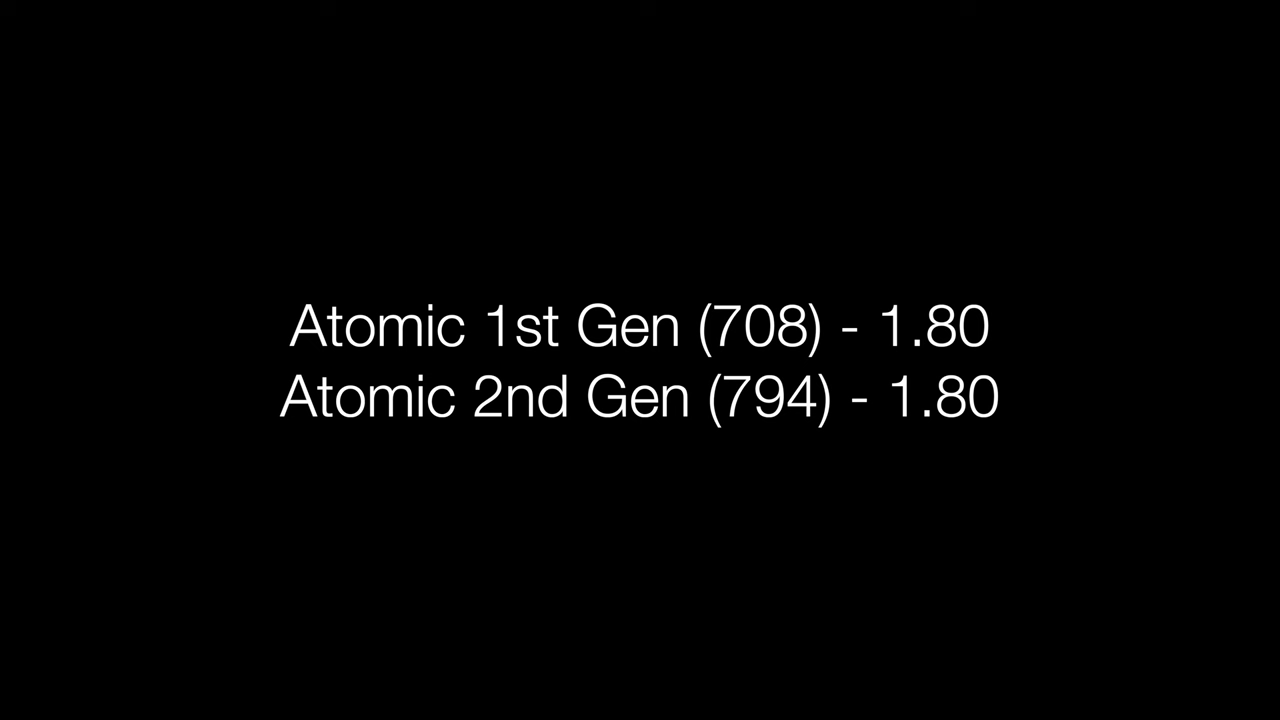 Atomic 1st Gen (708) - 1.80
Atomic 2nd Gen (794) - 1.80